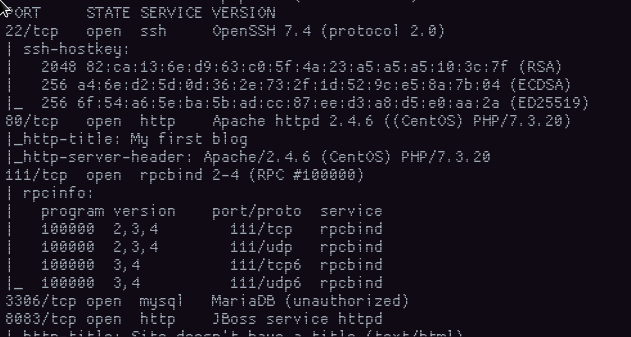 PORT     STATE SERVICE VERSION
22/tcp   open  ssh     OpenSSH 7.4 (protocol 2.0)
| ssh-hostkey:
|   2048 82:ca:13:6e:d9:63:c0:5f:4a:23:a5:a5:a5:10:3c:7f (RSA)
|   256 a4:6e:d2:5d:0d:36:2e:73:2f:1d:52:9c:e5:8a:7b:04 (ECDSA)
|_  256 6f:54:a6:5e:ba:5b:ad:cc:87:ee:d3:a8:d5:e0:aa:2a (ED25519)
80/tcp   open  http    Apache httpd 2.4.6 ((CentOS) PHP/7.3.20)
|_http-title: My first blog
|_http-server-header: Apache/2.4.6 (CentOS) PHP/7.3.20
111/tcp  open  rpcbind 2-4 (RPC #100000)
| rpcinfo:
|   program version    port/proto  service
|   100000  2,3,4        111/tcp   rpcbind
|   100000  2,3,4        111/udp   rpcbind
|   100000  3,4          111/tcp6  rpcbind
|_  100000  3,4          111/udp6  rpcbind
3306/tcp open  mysql   MariaDB (unauthorized)
8083/tcp open  http    JBoss service httpd
|_http-title: Site doesn't have a title (text/html)